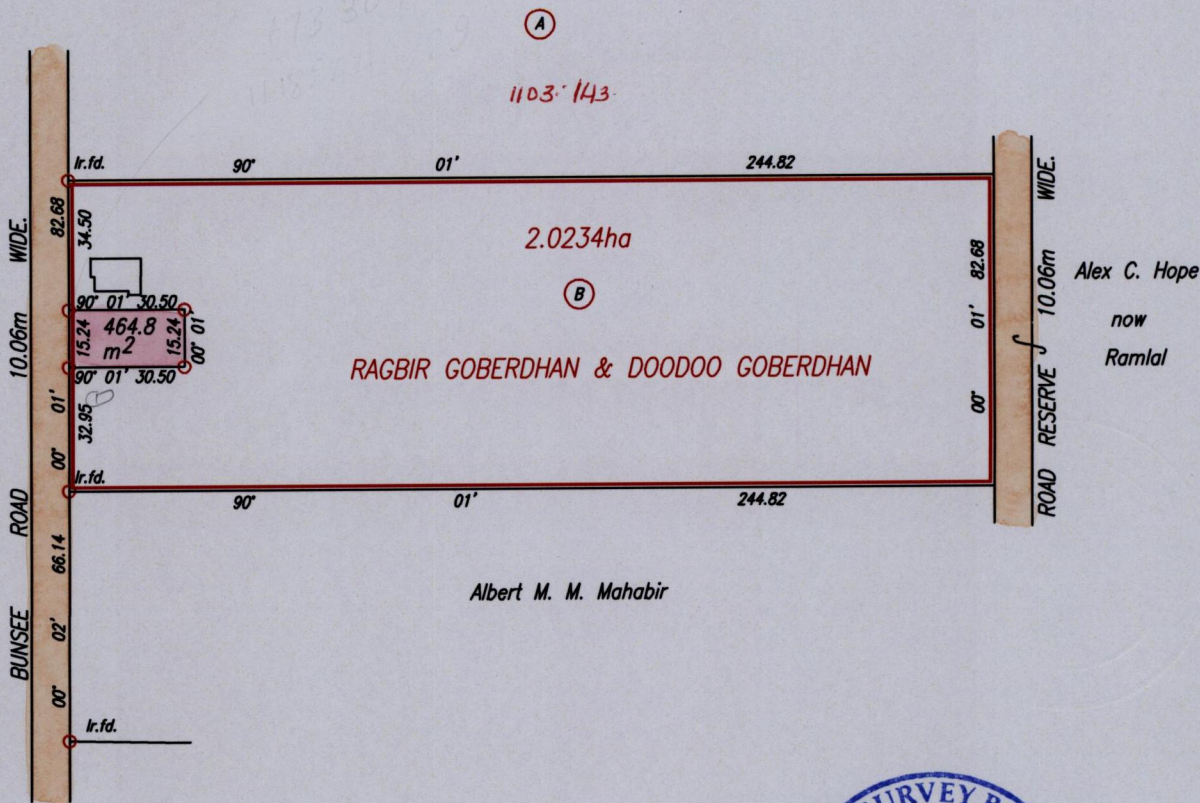 A
1103·143
Ir.fd. 90° 01' 244.82
82.68
34.50
2.0234ha
B
RAGBIR GOBERDHAN & DOODOO GOBERDHAN
90° 01' 30.50
15.24
464.8
m²
15.24
00° 01'
90° 01' 30.50
32.95
00° 01'
Ir.fd.
90° 01' 244.82
00° 01' 82.68
BUNSEE ROAD 10.06m WIDE.
ROAD RESERVE 10.06m WIDE.
Alex C. Hope
now
Ramlal
00° 02' 66.14
Albert M. M. Mahabir
Ir.fd.